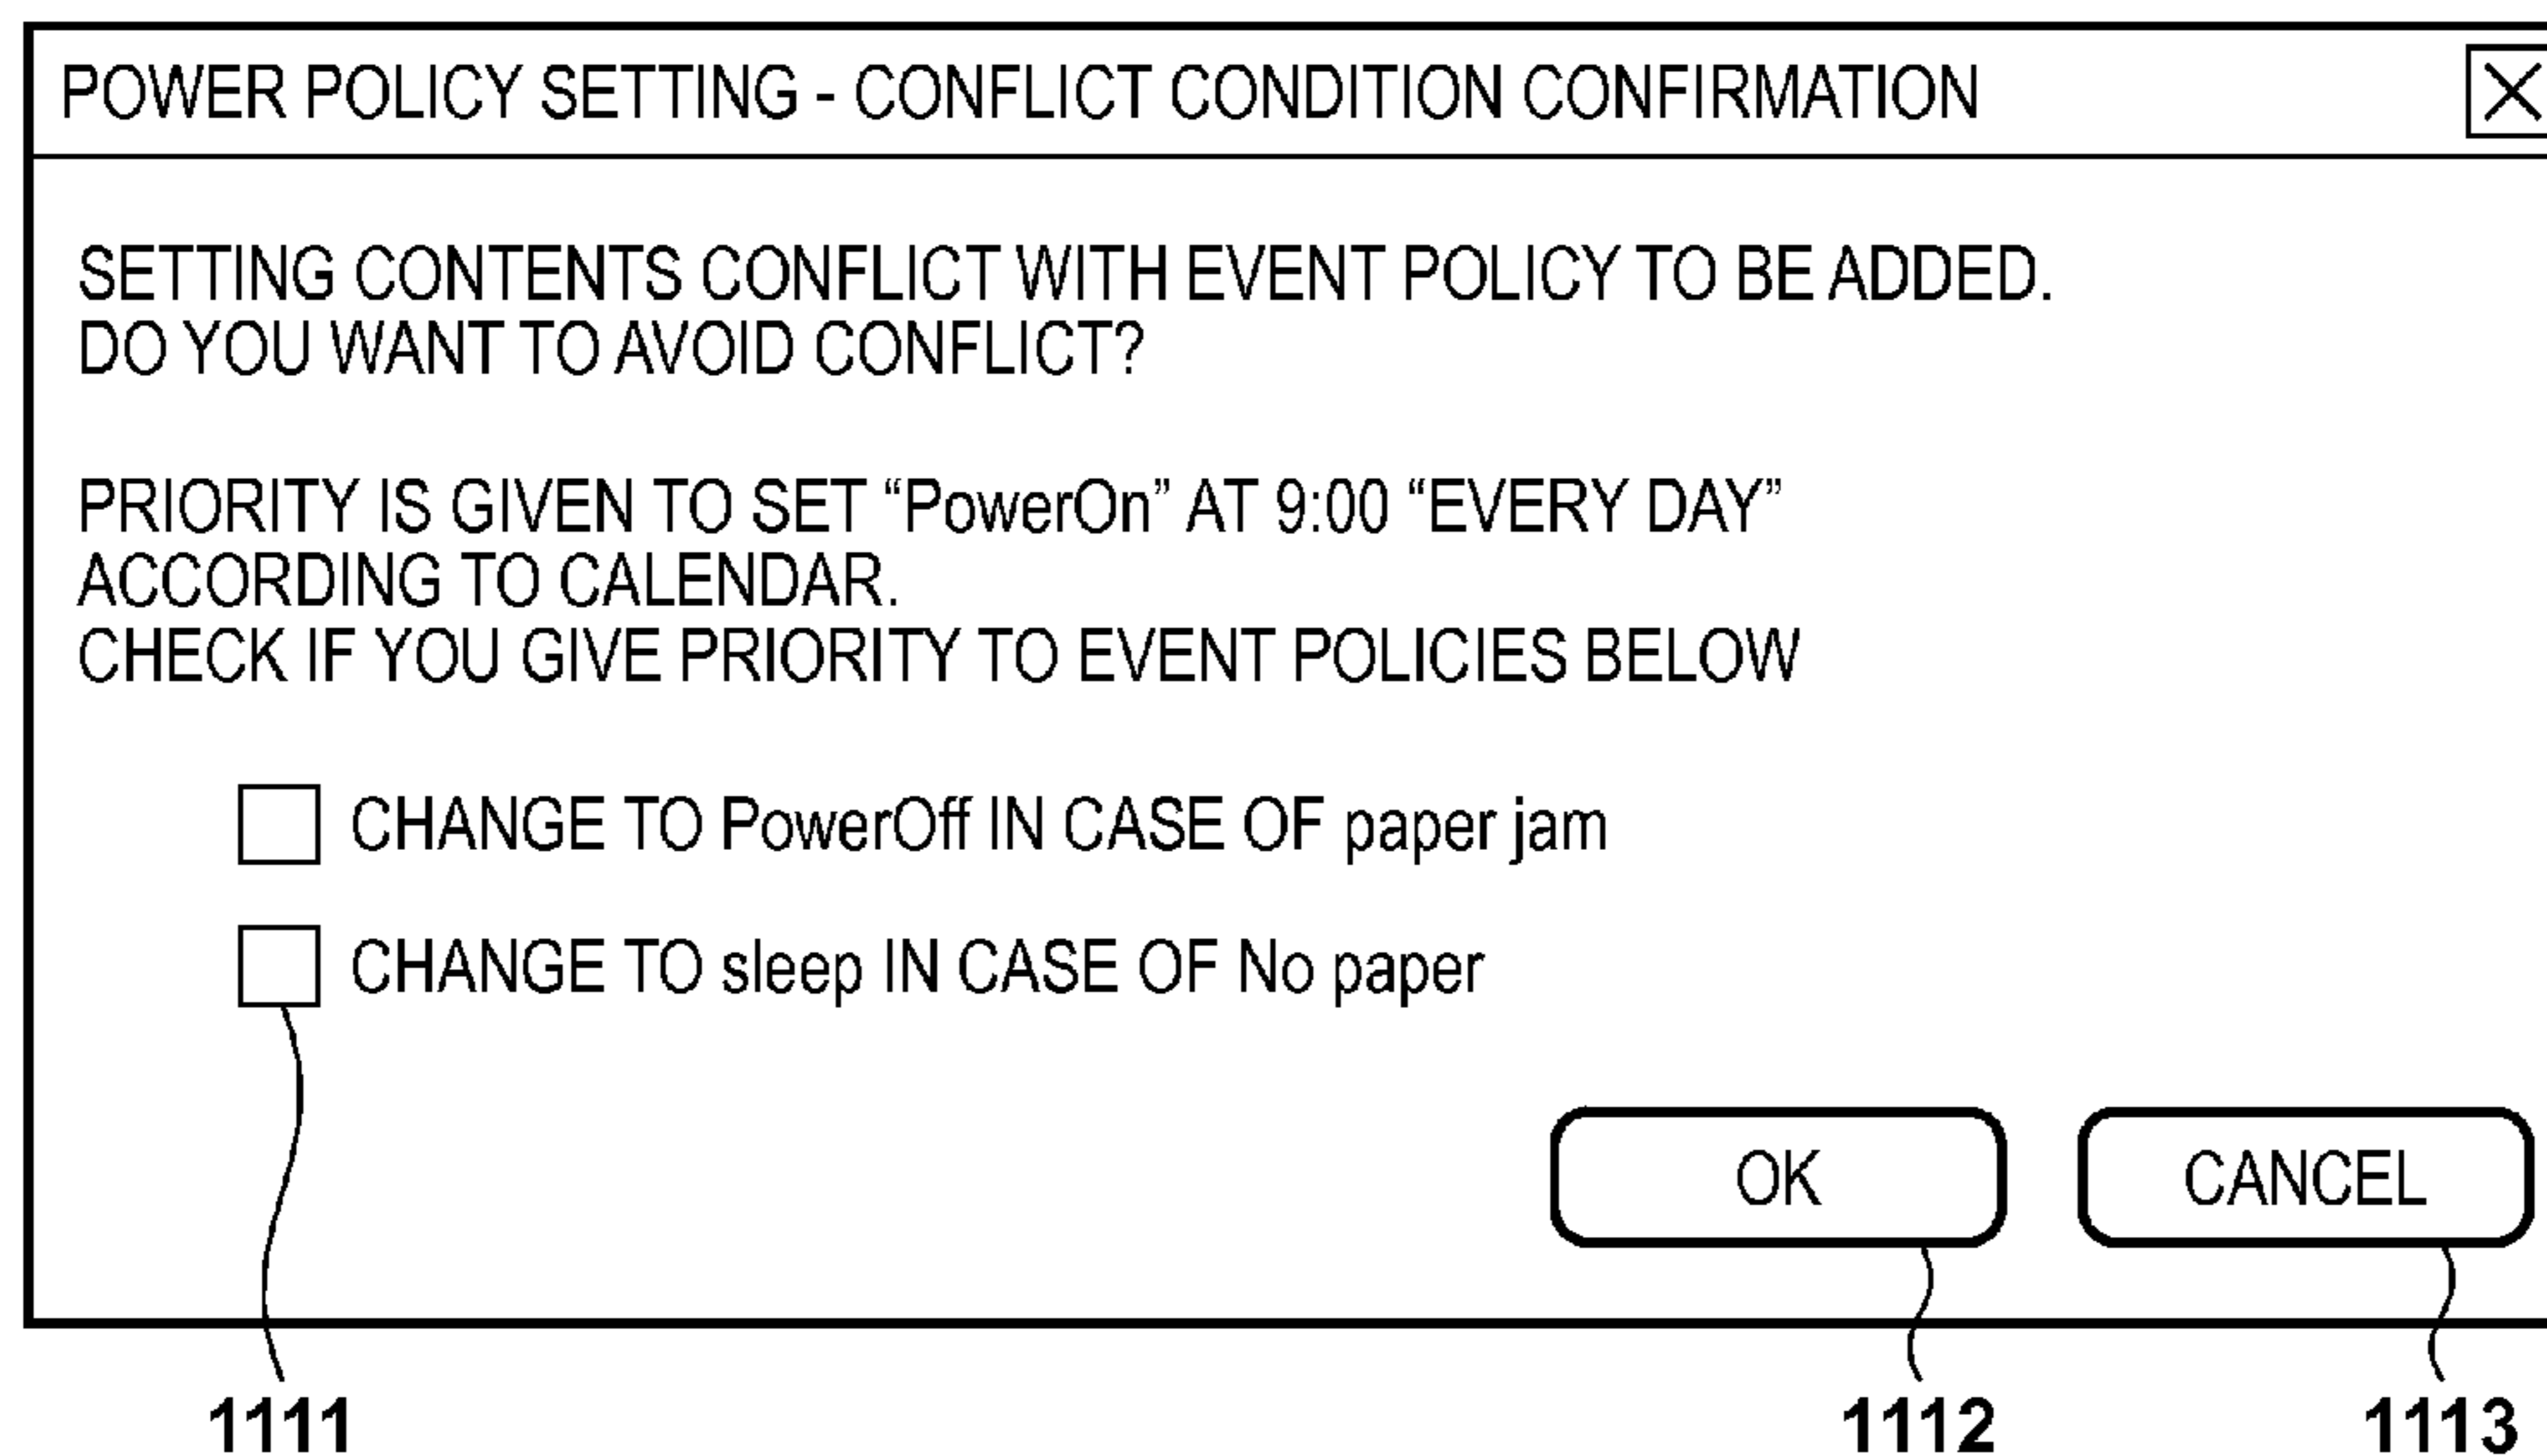 POWER POLICY SETTING - CONFLICT CONDITION CONFIRMATION
SETTING CONTENTS CONFLICT WITH EVENT POLICY TO BE ADDED.
DO YOU WANT TO AVOID CONFLICT?
PRIORITY IS GIVEN TO SET “PowerOn” AT 9:00 “EVERY DAY”
ACCORDING TO CALENDAR.
CHECK IF YOU GIVE PRIORITY TO EVENT POLICIES BELOW
CHANGE TO PowerOff IN CASE OF paper jam
CHANGE TO sleep IN CASE OF No paper
OK CANCEL
1111 1112 1113